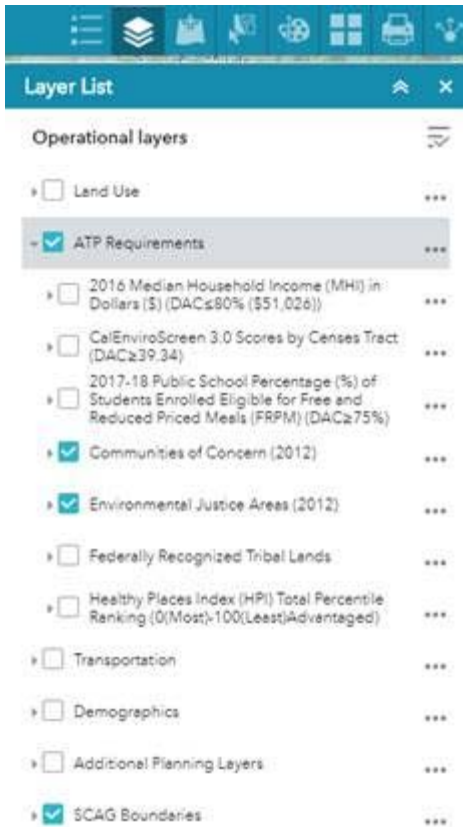 Layer List
Operational layers
Land Use
ATP Requirements
2016 Median Household Income (MHI) in
Dollars ($) (DAC≤80% ($51,026))
CalEnviroScreen 3.0 Scores by Censes Tract
(DAC≥39.34)
2017-18 Public School Percentage (%) of
Students Enrolled Eligible for Free and
Reduced Priced Meals (FRPM) (DAC≥75%)
Communities of Concern (2012)
Environmental Justice Areas (2012)
Federally Recognized Tribal Lands
Healthy Places Index (HPI) Total Percentile
Ranking (0(Most)-100(Least)Advantaged)
Transportation
Demographics
Additional Planning Layers
SCAG Boundaries